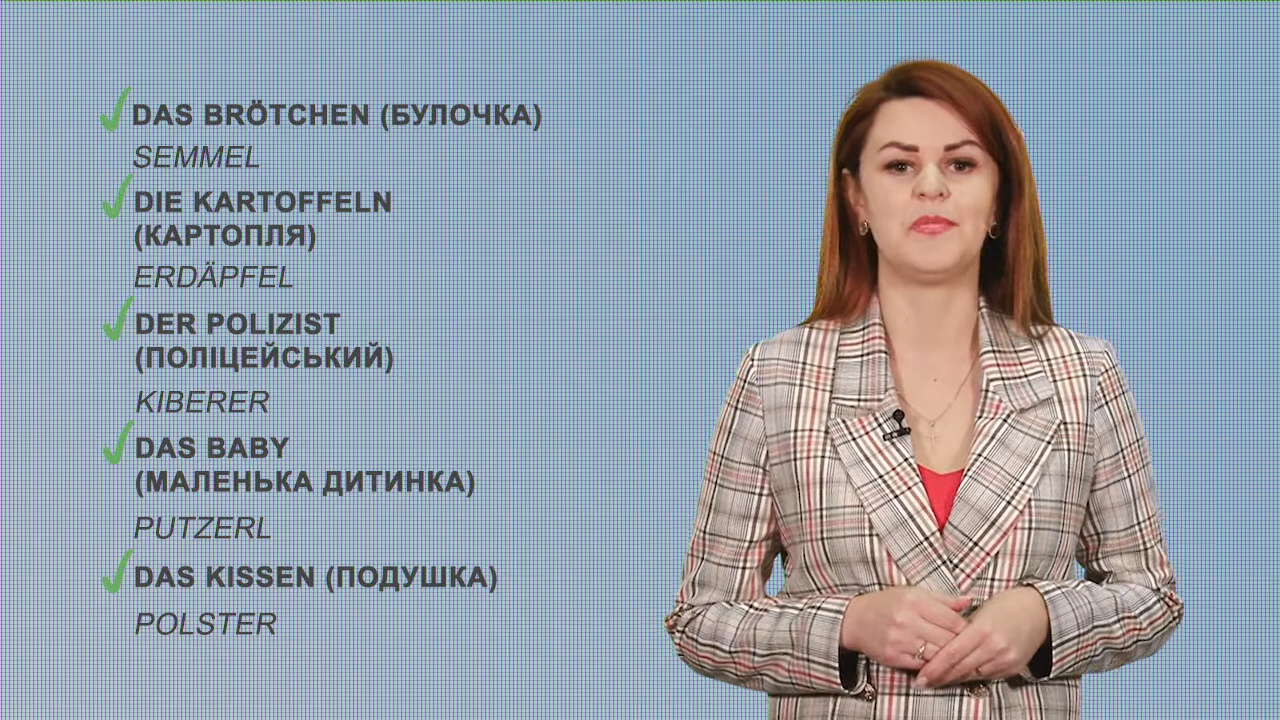 DAS BRÖTCHEN (БУЛОЧКА)
SEMMEL
DIE KARTOFFELN
(КАРТОПЛЯ)
ERDÄPFEL
DER POLIZIST
(ПОЛІЦЕЙСЬКИЙ)
KIBERER
DAS BABY
(МАЛЕНЬКА ДИТИНКА)
PUTZERL
DAS KISSEN (ПОДУШКА)
POLSTER